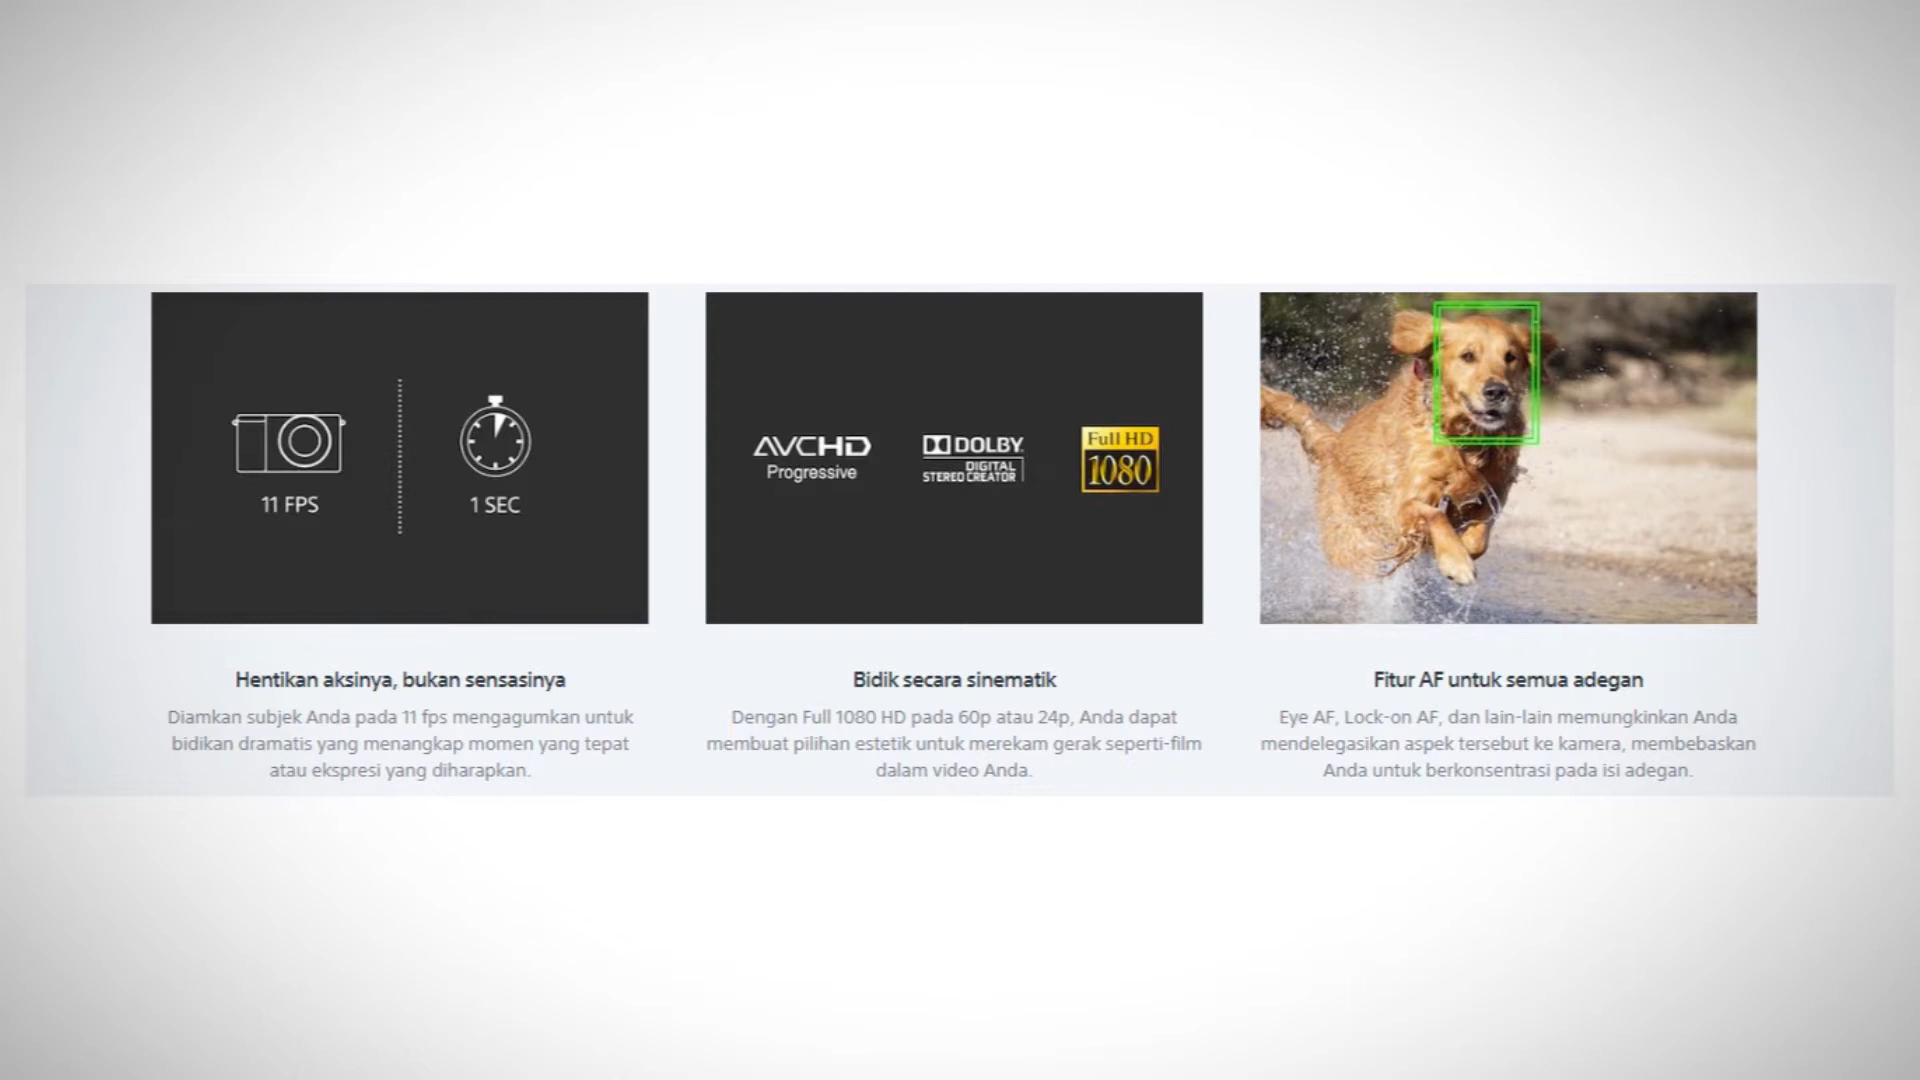 11 FPS
1 SEC
AVCHD
Progressive
DOLBY
DIGITAL
STEREO CREATOR
Full HD
1080
Hentikan aksinya, bukan sensasinya
Diamkan subjek Anda pada 11 fps mengagumkan untuk
bidikan dramatis yang menangkap momen yang tepat
atau ekspresi yang diharapkan.
Bidik secara sinematik
Dengan Full 1080 HD pada 60p atau 24p, Anda dapat
membuat pilihan estetik untuk merekam gerak seperti-film
dalam video Anda.
Fitur AF untuk semua adegan
Eye AF, Lock-on AF, dan lain-lain memungkinkan Anda
mendelegasikan aspek tersebut ke kamera, membebaskan
Anda untuk berkonsentrasi pada isi adegan.